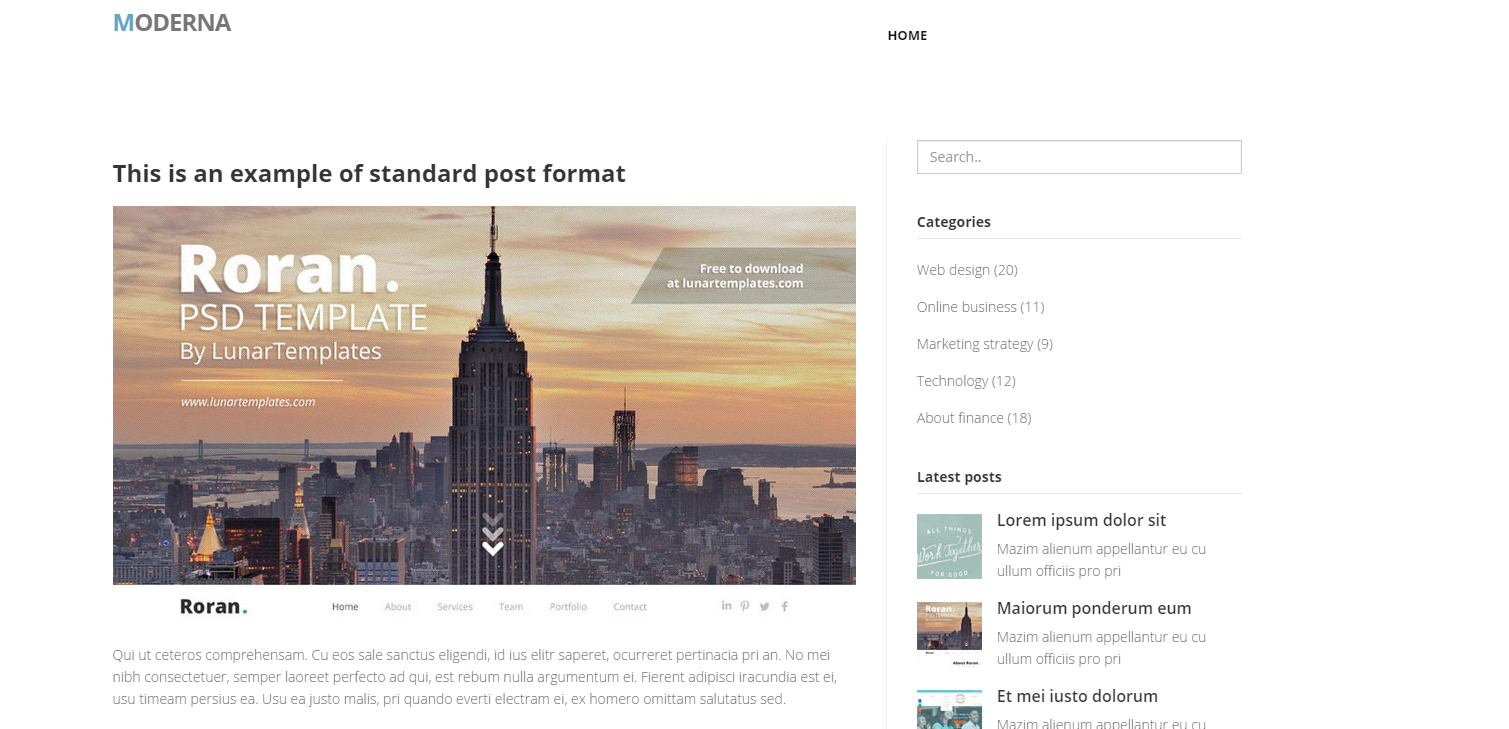 MODERNA
HOME
This is an example of standard post format
Roran.
PSD TEMPLATE
By LunarTemplates
www.lunartemplates.com
Free to download
at lunartemplates.com
Roran.
Home About Services Team Portfolio Contact
Qui ut ceteros comprehensam. Cu eos sale sanctus eligendi, id ius elitr saperet, ocurreret pertinacia pri an. No mei
nibh consectetuer, semper laoreet perfecto ad qui, est rebum nulla argumentum ei. Fierent adipisci iracundia est ei,
usu timeam persius ea. Usu ea justo malis, pri quando everti electram ei, ex homero omittam salutatus sed.
Search..
Categories
Web design (20)
Online business (11)
Marketing strategy (9)
Technology (12)
About finance (18)
Latest posts
ALL THINGS
Work Together
FOR GOOD
Lorem ipsum dolor sit
Mazim alienum appellantur eu cu
ullum officiis pro pri
Roran.
PSD TEMPLATE
About Roran.
Maiorum ponderum eum
Mazim alienum appellantur eu cu
ullum officiis pro pri
Et mei iusto dolorum
Mazim alienum appellantur eu cu